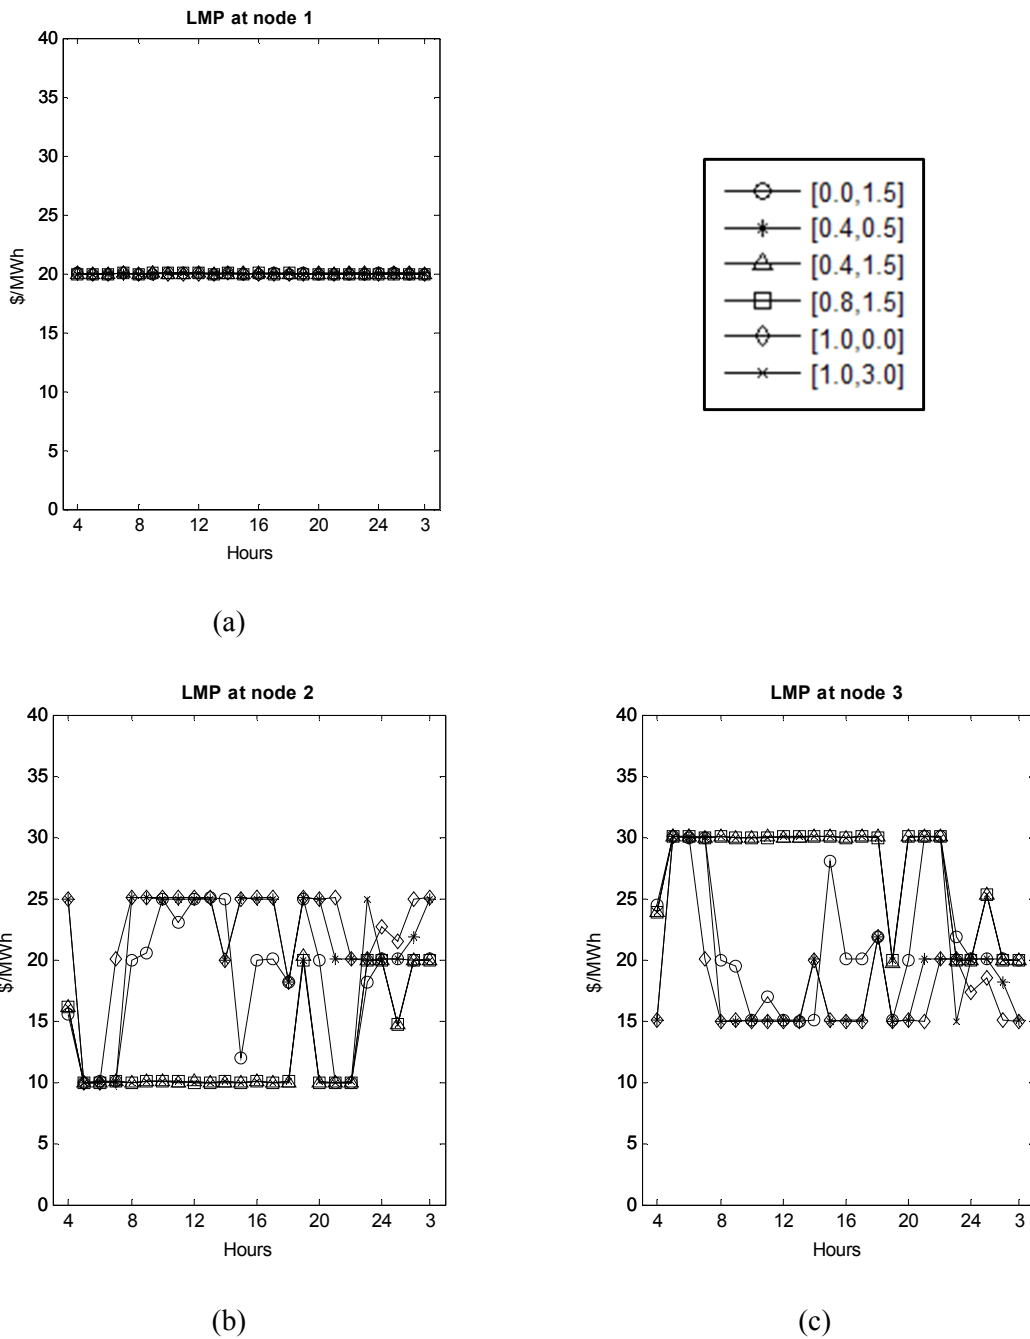 LMP at node 1
40
35
30
25
20
15
10
5
0
$/MWh
4 8 12 16 20 24 3
Hours
(a)
[0.0,1.5]
[0.4,0.5]
[0.4,1.5]
[0.8,1.5]
[1.0,0.0]
[1.0,3.0]
LMP at node 2
40
35
30
25
20
15
10
5
0
$/MWh
4 8 12 16 20 24 3
Hours
(b)
LMP at node 3
40
35
30
25
20
15
10
5
0
$/MWh
4 8 12 16 20 24 3
Hours
(c)